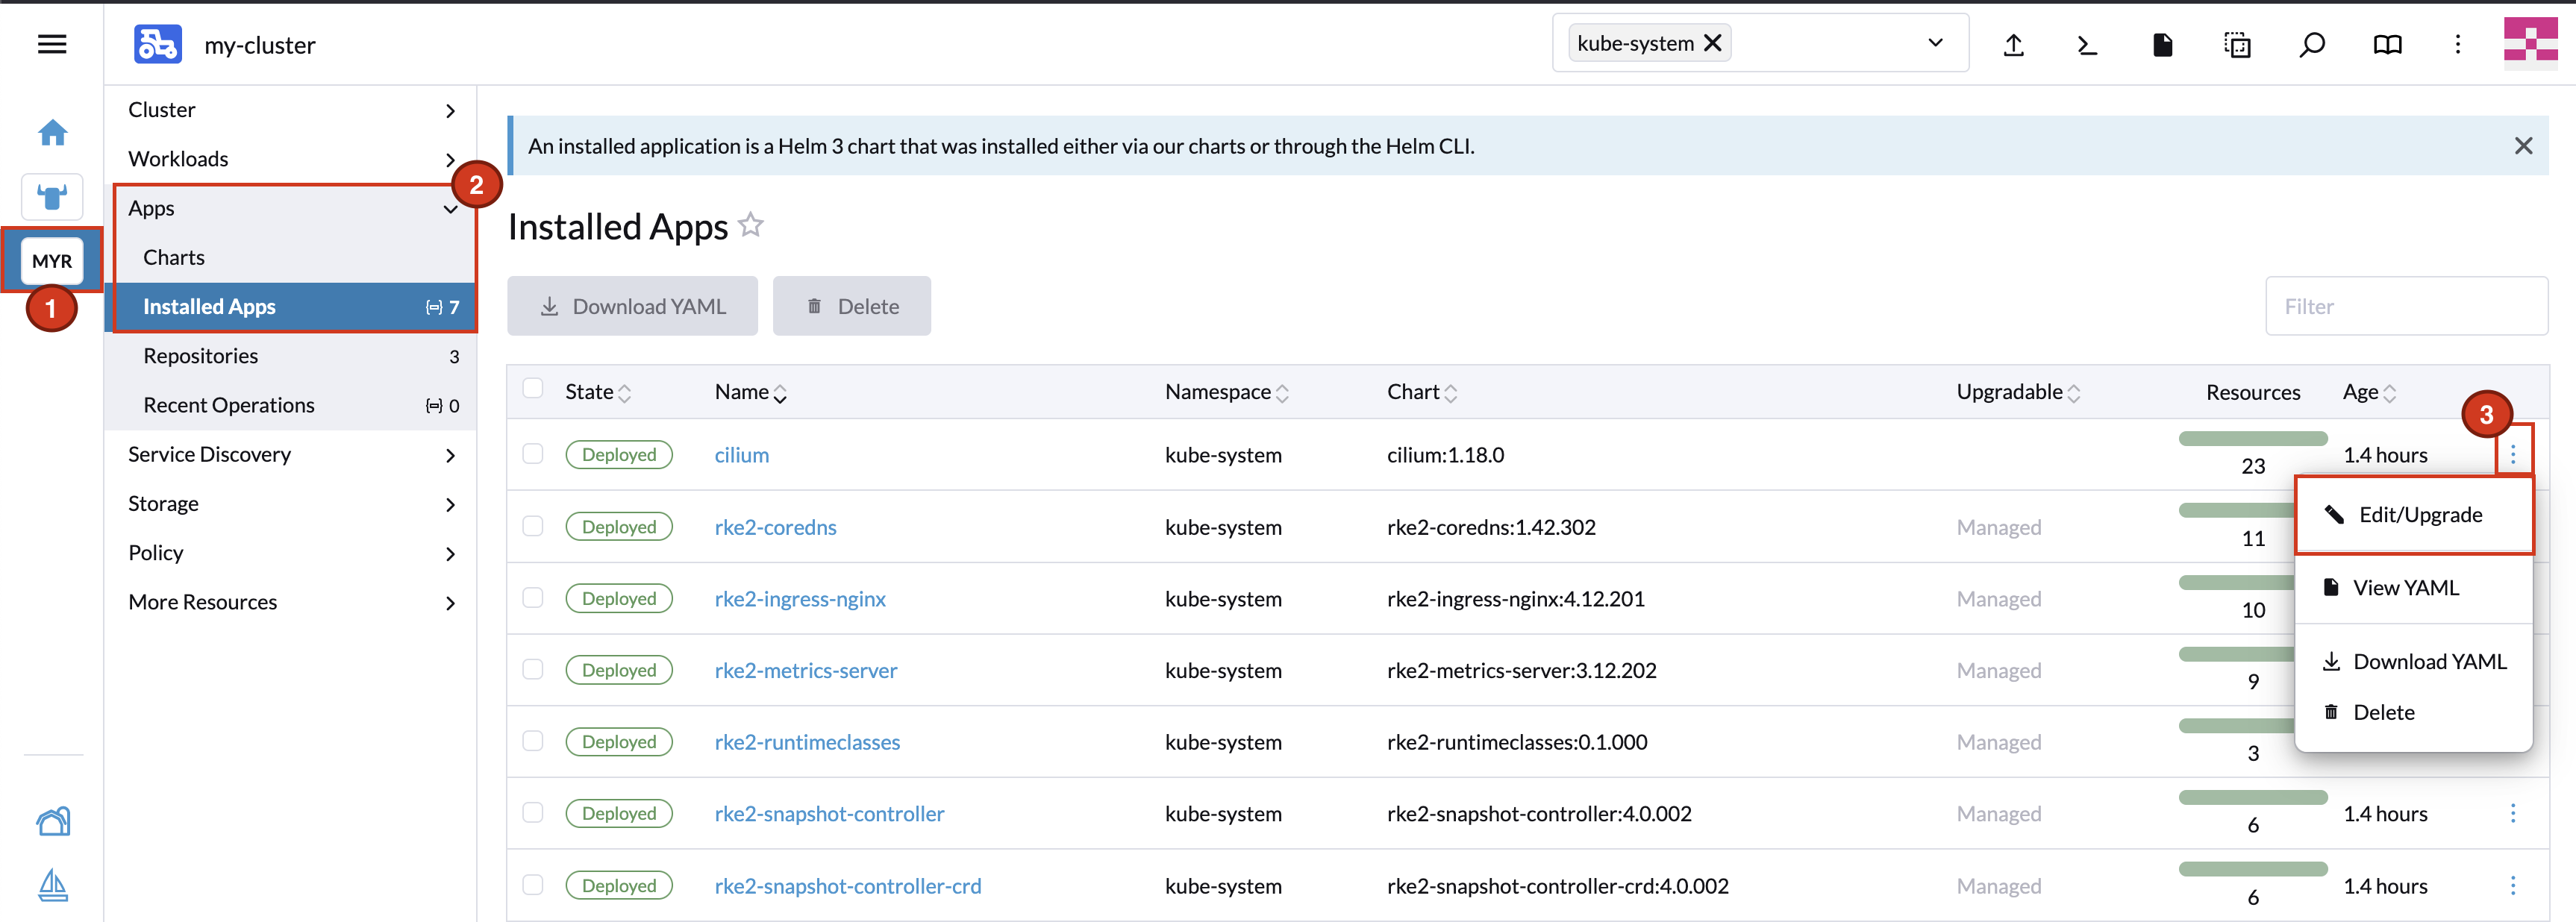 my-cluster
kube-system
Cluster
Workloads
2
Apps
Charts
MYR
1
Installed Apps 7
Repositories 3
Recent Operations 0
Service Discovery
Storage
Policy
More Resources
An installed application is a Helm 3 chart that was installed either via our charts or through the Helm CLI.
Installed Apps
Download YAML Delete Filter
State Name Namespace Chart Upgradable Resources Age
3
Deployed cilium kube-system cilium:1.18.0 23 1.4 hours
Deployed rke2-coredns kube-system rke2-coredns:1.42.302 Managed 11
Deployed rke2-ingress-nginx kube-system rke2-ingress-nginx:4.12.201 Managed 10
Deployed rke2-metrics-server kube-system rke2-metrics-server:3.12.202 Managed 9
Deployed rke2-runtimeclasses kube-system rke2-runtimeclasses:0.1.000 Managed 3
Deployed rke2-snapshot-controller kube-system rke2-snapshot-controller:4.0.002 Managed 6 1.4 hours
Deployed rke2-snapshot-controller-crd kube-system rke2-snapshot-controller-crd:4.0.002 Managed 6 1.4 hours
Edit/Upgrade
View YAML
Download YAML
Delete